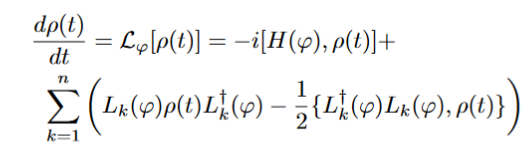 dρ(t)/dt = 𝓛_φ[ρ(t)] = −i[H(φ), ρ(t)]+
∑_{k=1}^{n} (L_k(φ)ρ(t)L_k^†(φ) − 1/2{L_k^†(φ)L_k(φ), ρ(t)})